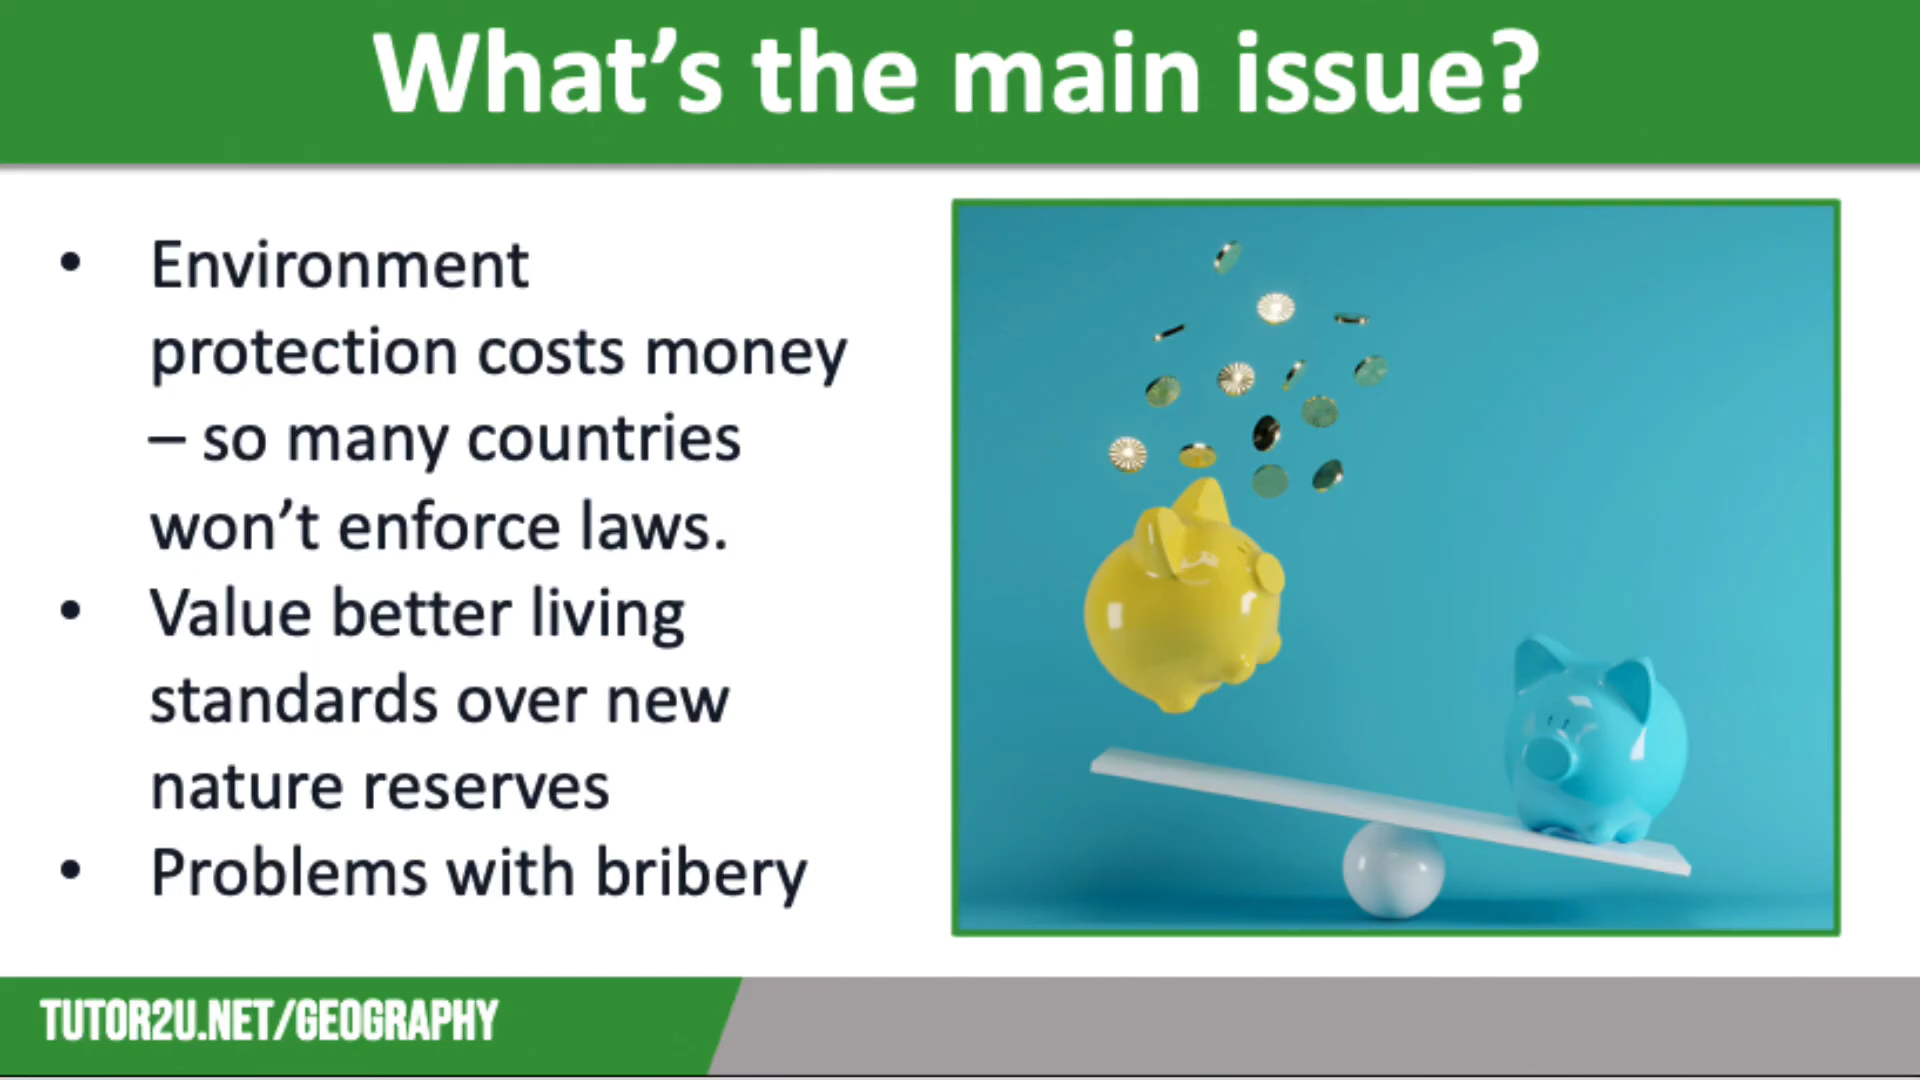 What’s the main issue?
• Environment
protection costs money
– so many countries
won’t enforce laws.
• Value better living
standards over new
nature reserves
• Problems with bribery
TUTOR2U.NET/GEOGRAPHY